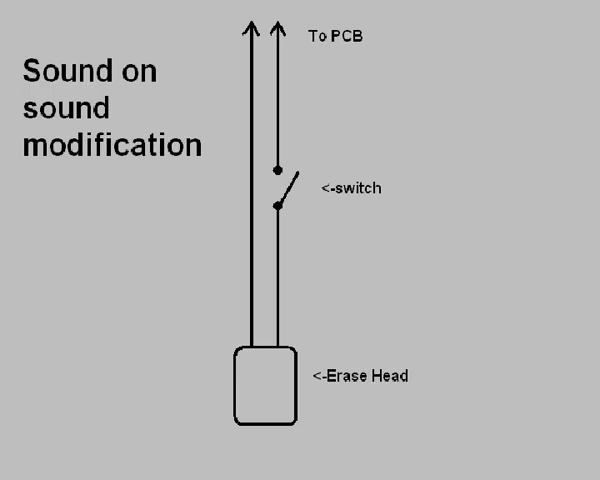 To PCB
Sound on
sound
modification
<-switch
<-Erase Head